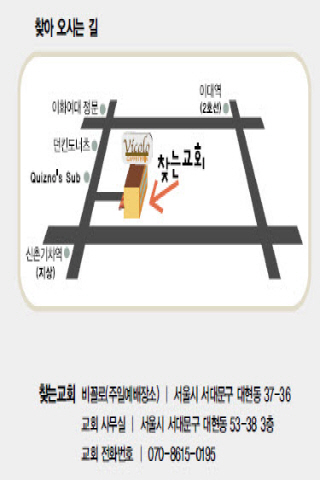 찾아 오시는 길
이화여대 정문
이대역
(2호선)
던킨도너츠
Vicolo
찾는교회
Quizno's Sub
신촌기차역
(지상)
찾는교회 비꼴로(주일예배장소) | 서울시 서대문구 대현동 37-36
교회 사무실 | 서울시 서대문구 대현동 53-38 3층
교회 전화번호 | 070-8615-0195